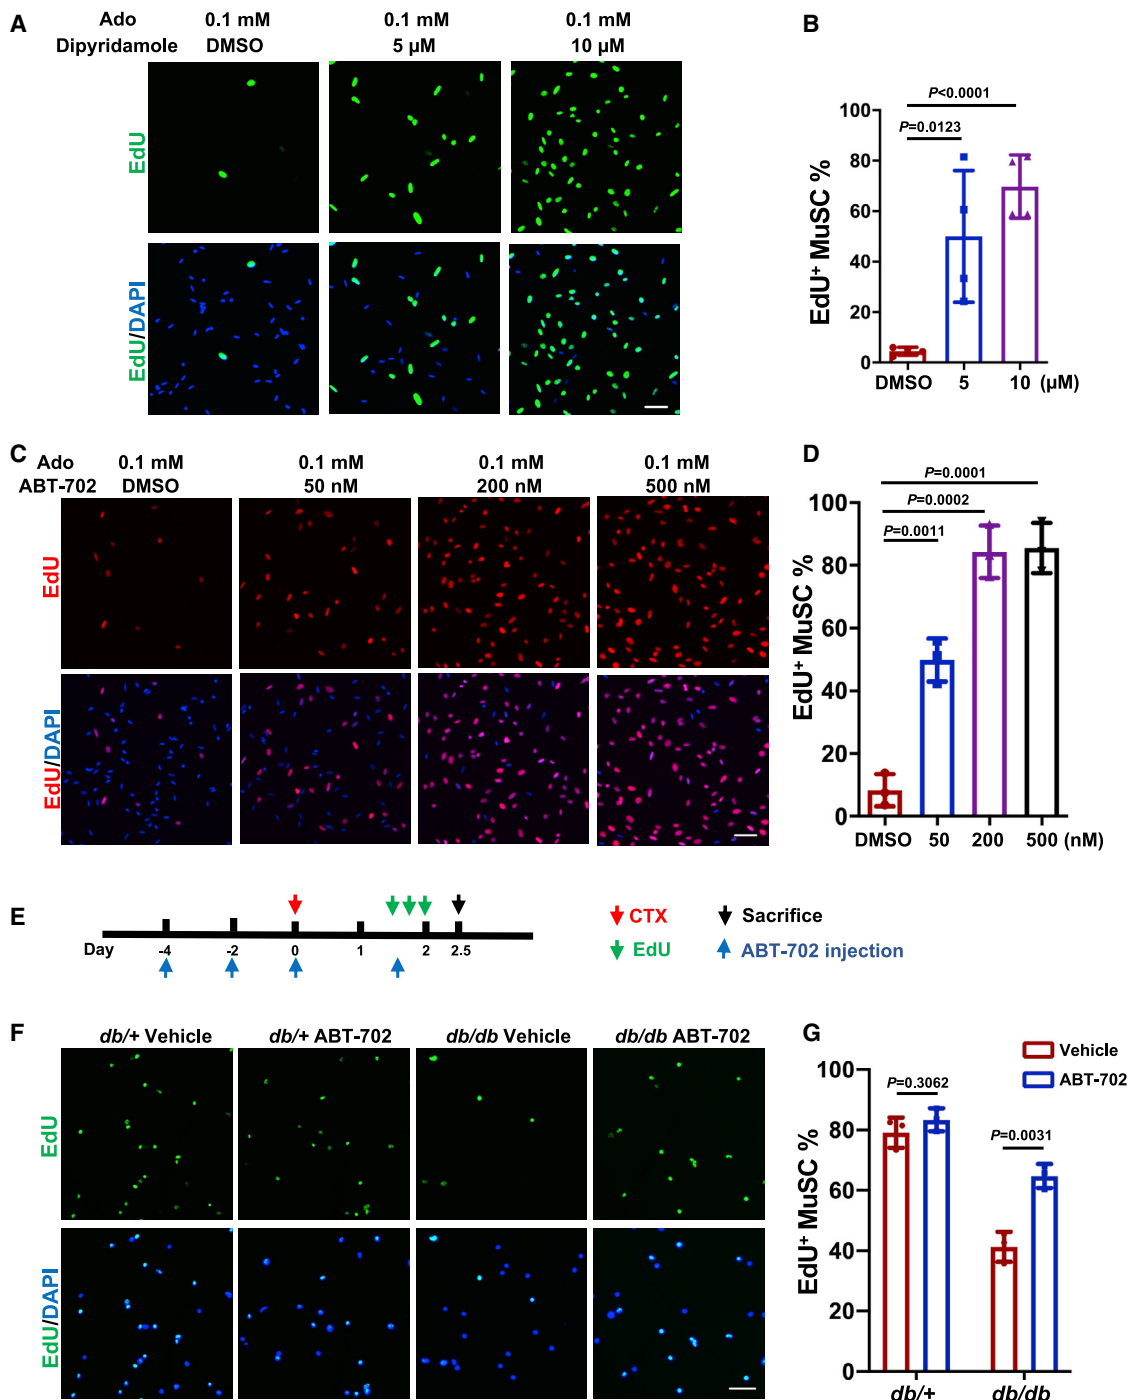 A
Ado 0.1 mM 0.1 mM 0.1 mM
Dipyridamole DMSO 5 µM 10 µM
EdU
EdU/DAPI
B
P<0.0001
P=0.0123
EdU⁺ MuSC %
100
80
60
40
20
0
DMSO 5 10 (µM)
C
Ado 0.1 mM 0.1 mM 0.1 mM 0.1 mM
ABT-702 DMSO 50 nM 200 nM 500 nM
EdU
EdU/DAPI
D
P=0.0001
P=0.0002
P=0.0011
EdU⁺ MuSC %
100
80
60
40
20
0
DMSO 50 200 500 (nM)
E
Day -4 -2 0 1 2 2.5
CTX Sacrifice
EdU ABT-702 injection
F
db/+ Vehicle db/+ ABT-702 db/db Vehicle db/db ABT-702
EdU
EdU/DAPI
G
Vehicle
ABT-702
P=0.3062
P=0.0031
EdU⁺ MuSC %
100
80
60
40
20
0
db/+ db/db